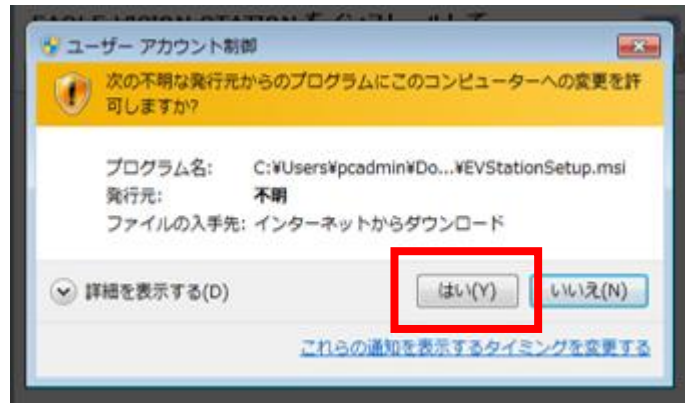 ユーザー アカウント制御
次の不明な発行元からのプログラムにこのコンピューターへの変更を許
可しますか?
プログラム名: C:¥Users¥pcadmin¥Do...¥EVStationSetup.msi
発行元: 不明
ファイルの入手先: インターネットからダウンロード
詳細を表示する(D) はい(Y) いいえ(N)
これらの通知を表示するタイミングを変更する